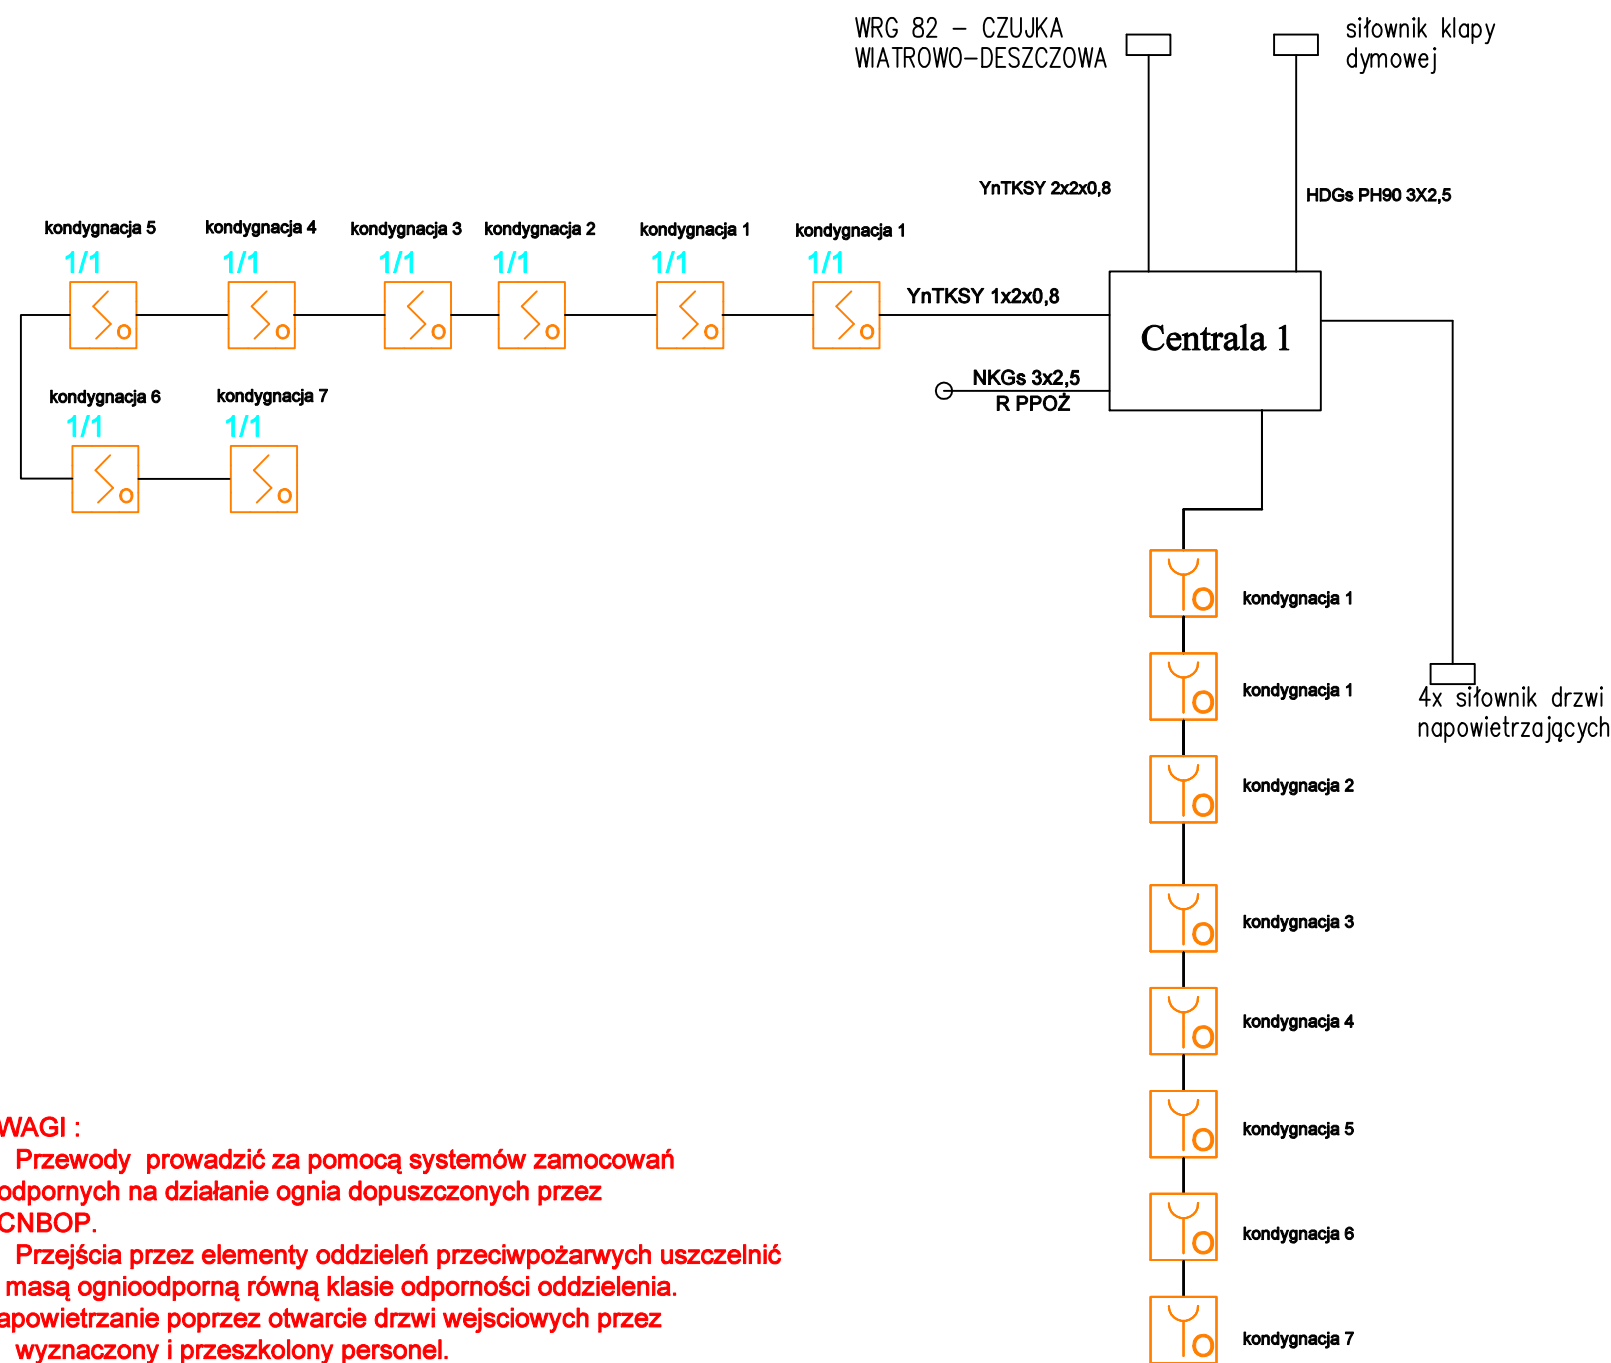 WRG 82 – CZUJKA
WIATROWO–DESZCZOWA
siłownik klapy
dymowej
YnTKSY 2x2x0,8
HDGs PH90 3X2,5
kondygnacja 5
kondygnacja 4
kondygnacja 3
kondygnacja 2
kondygnacja 1
kondygnacja 1
1/1
1/1
1/1
1/1
1/1
1/1
YnTKSY 1x2x0,8
Centrala 1
NKGs 3x2,5
R PPOŻ
kondygnacja 6
kondygnacja 7
1/1
1/1
kondygnacja 1
kondygnacja 1
4x siłownik drzwi
napowietrzających
kondygnacja 2
kondygnacja 3
kondygnacja 4
kondygnacja 5
kondygnacja 6
kondygnacja 7
WAGI :
Przewody prowadzić za pomocą systemów zamocowań
odpornych na działanie ognia dopuszczonych przez
CNBOP.
Przejścia przez elementy oddzieleń przeciwpożarwych uszczelnić
masą ognioodporną równą klasie odporności oddzielenia.
apowietrzanie poprzez otwarcie drzwi wejsciowych przez
wyznaczony i przeszkolony personel.